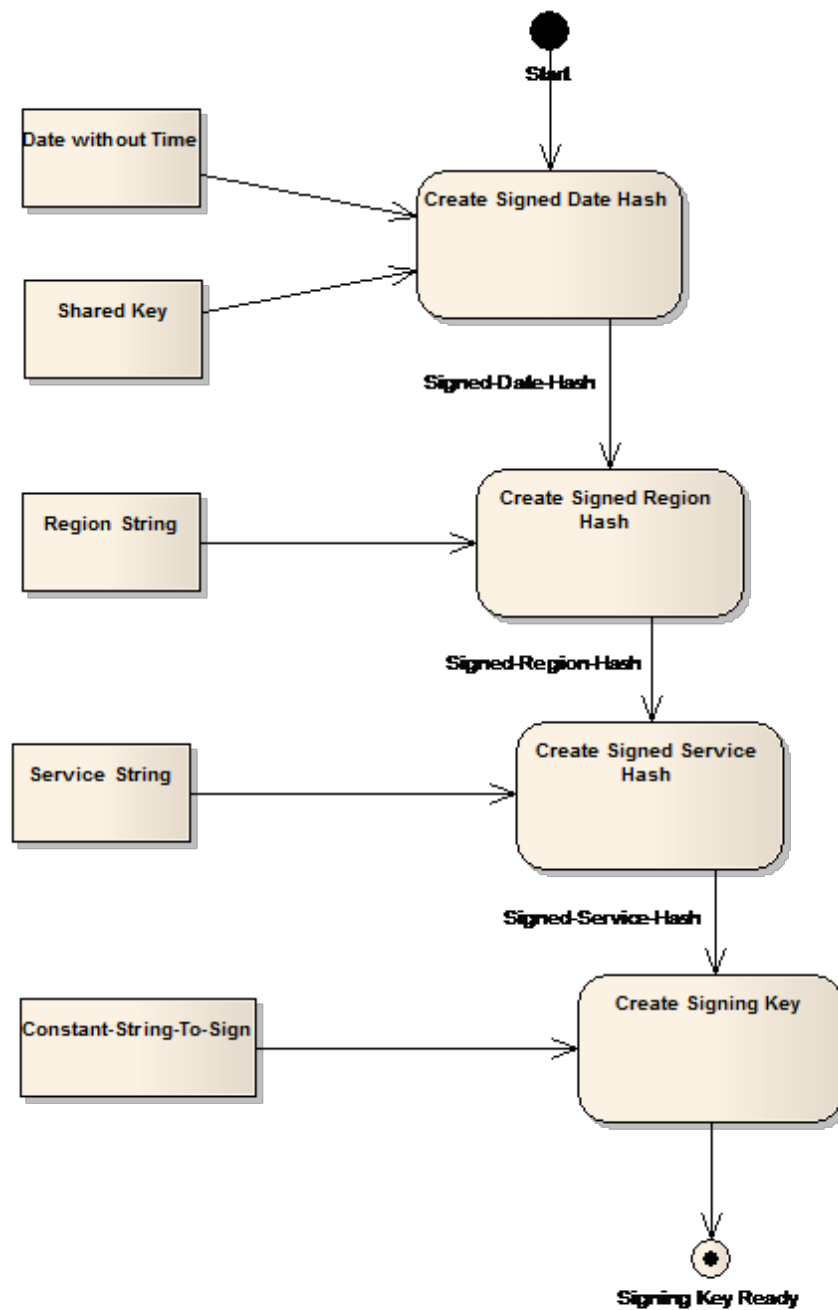 Start
Date without Time
Create Signed Date Hash
Shared Key
Signed-Date-Hash
Region String
Create Signed Region
Hash
Signed-Region-Hash
Service String
Create Signed Service
Hash
Signed-Service-Hash
Constant-String-To-Sign
Create Signing Key
Signing Key Ready